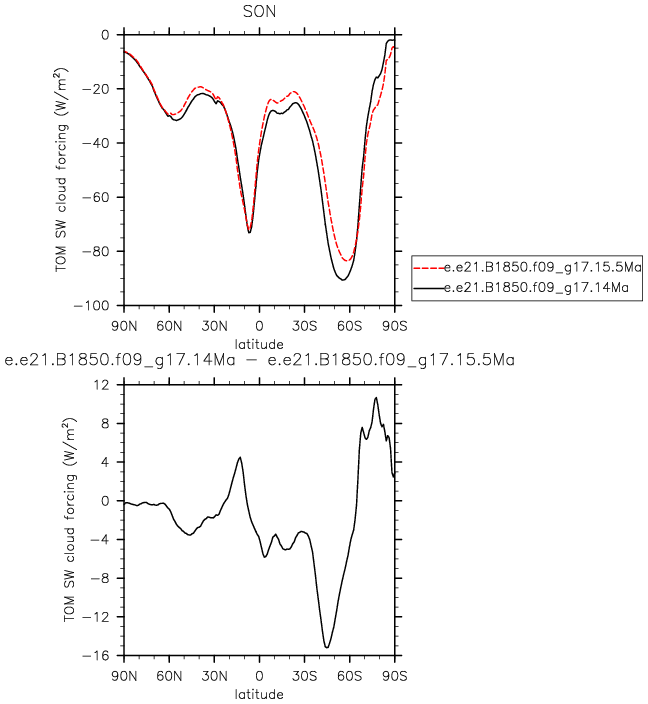 SON
TOM SW cloud forcing (W/m²)
0
−20
−40
−60
−80
−100
90N 60N 30N 0 30S 60S 90S
latitude
e.e21.B1850.f09_g17.15.5Ma
e.e21.B1850.f09_g17.14Ma
e.e21.B1850.f09_g17.14Ma − e.e21.B1850.f09_g17.15.5Ma
TOM SW cloud forcing (W/m²)
12
8
4
0
−4
−8
−12
−16
90N 60N 30N 0 30S 60S 90S
latitude